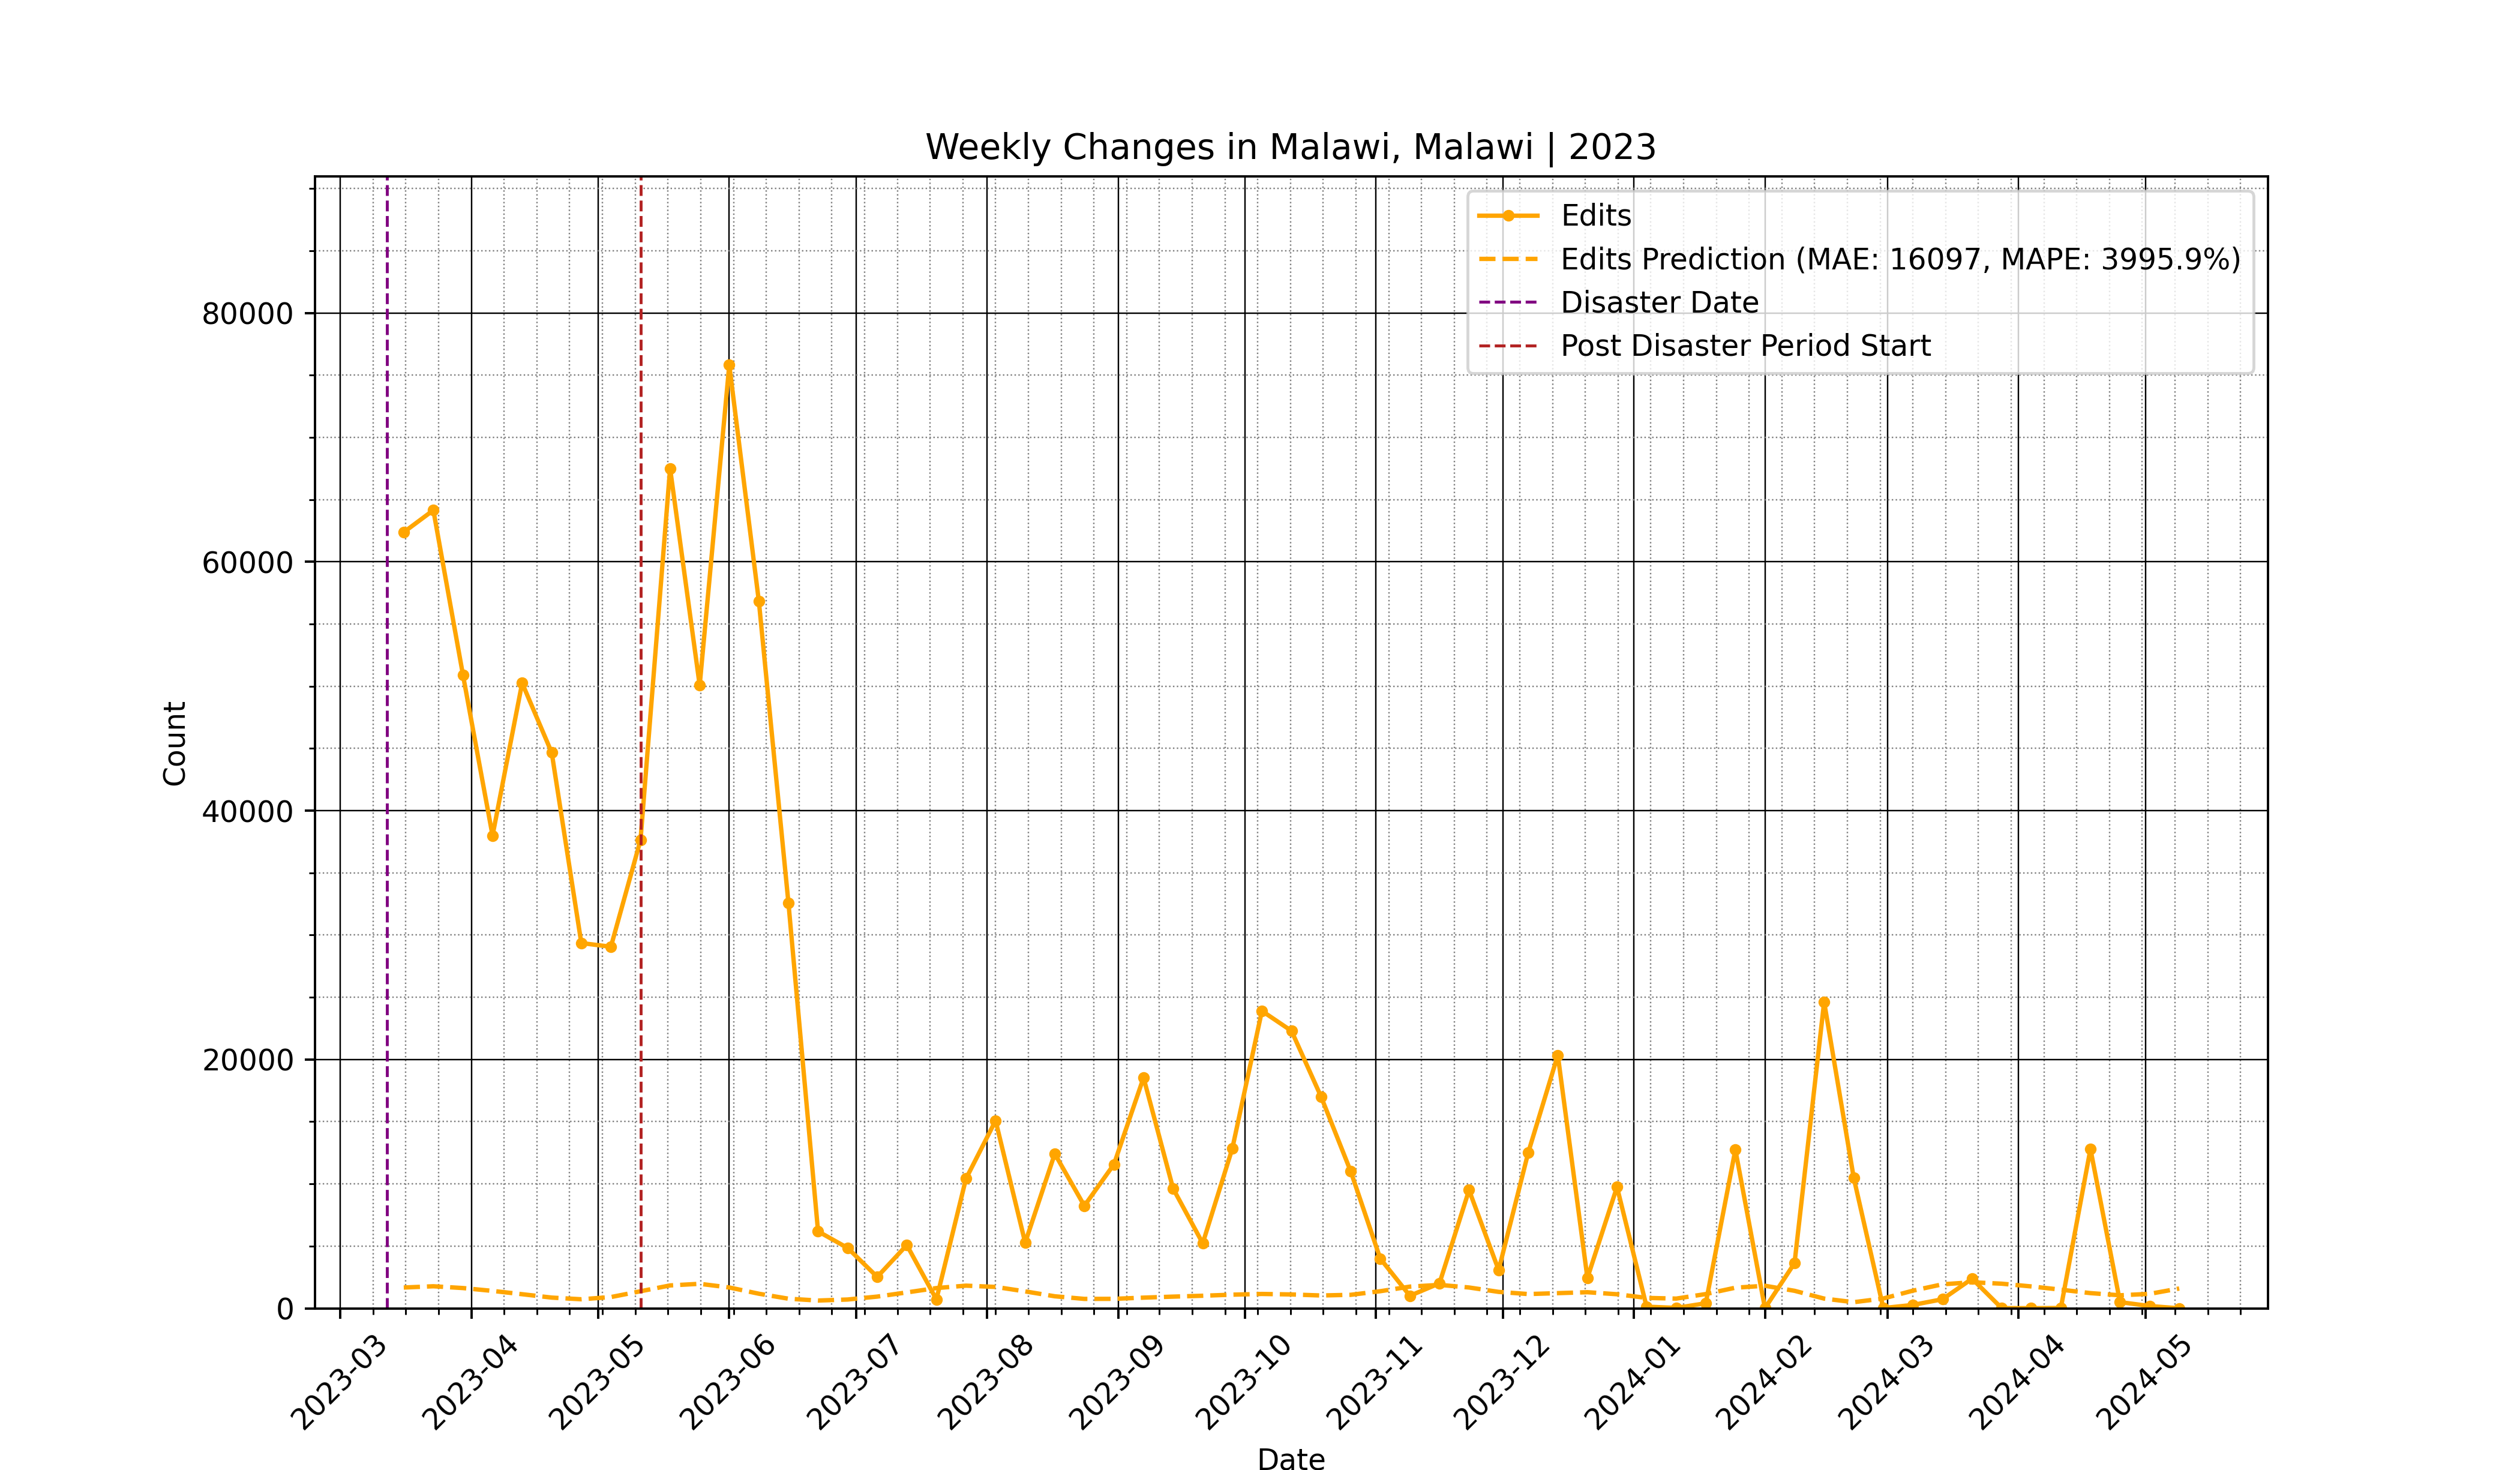 Weekly Changes in Malawi, Malawi | 2023
Edits
Edits Prediction (MAE: 16097, MAPE: 3995.9%)
Disaster Date
Post Disaster Period Start
Count
80000
60000
40000
20000
0
2023-03
2023-04
2023-05
2023-06
2023-07
2023-08
2023-09
2023-10
2023-11
2023-12
2024-01
2024-02
2024-03
2024-04
2024-05
Date